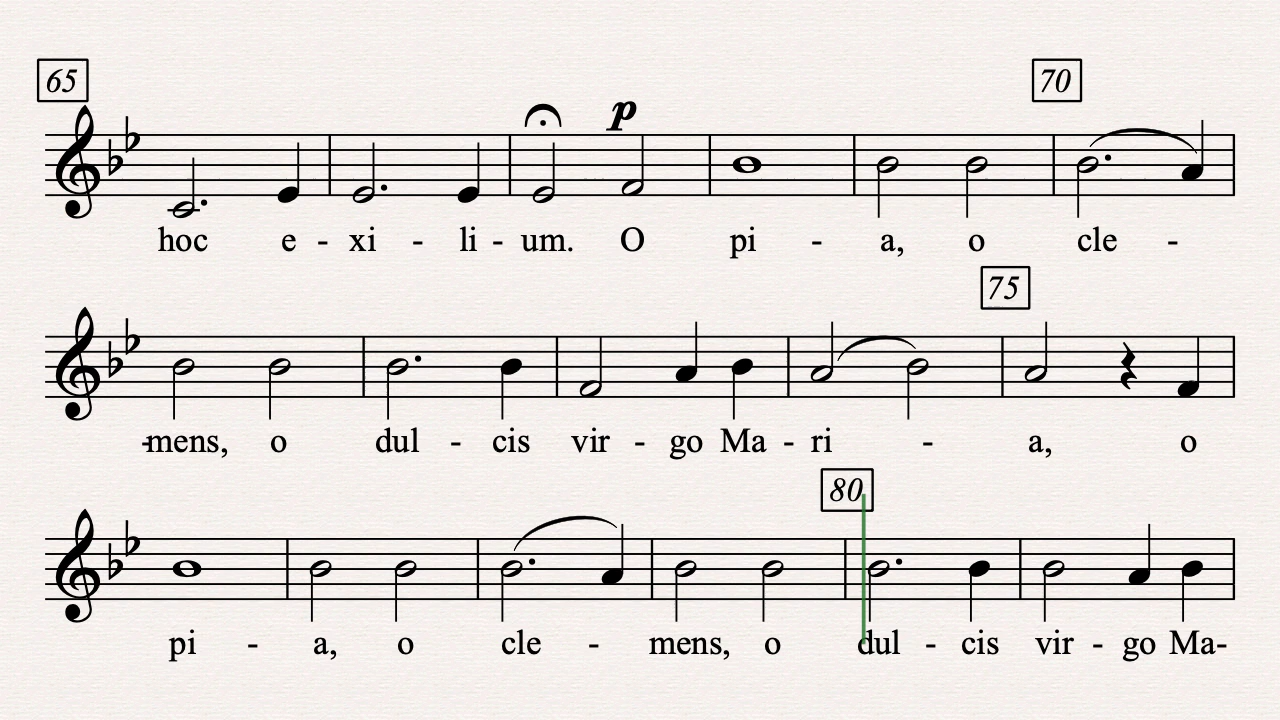 65 70
p
hoc e - xi - li - um. O pi - a, o cle -
75
-mens, o dul - cis vir - go Ma - ri - a, o
80
pi - a, o cle - mens, o dul - cis vir - go Ma-